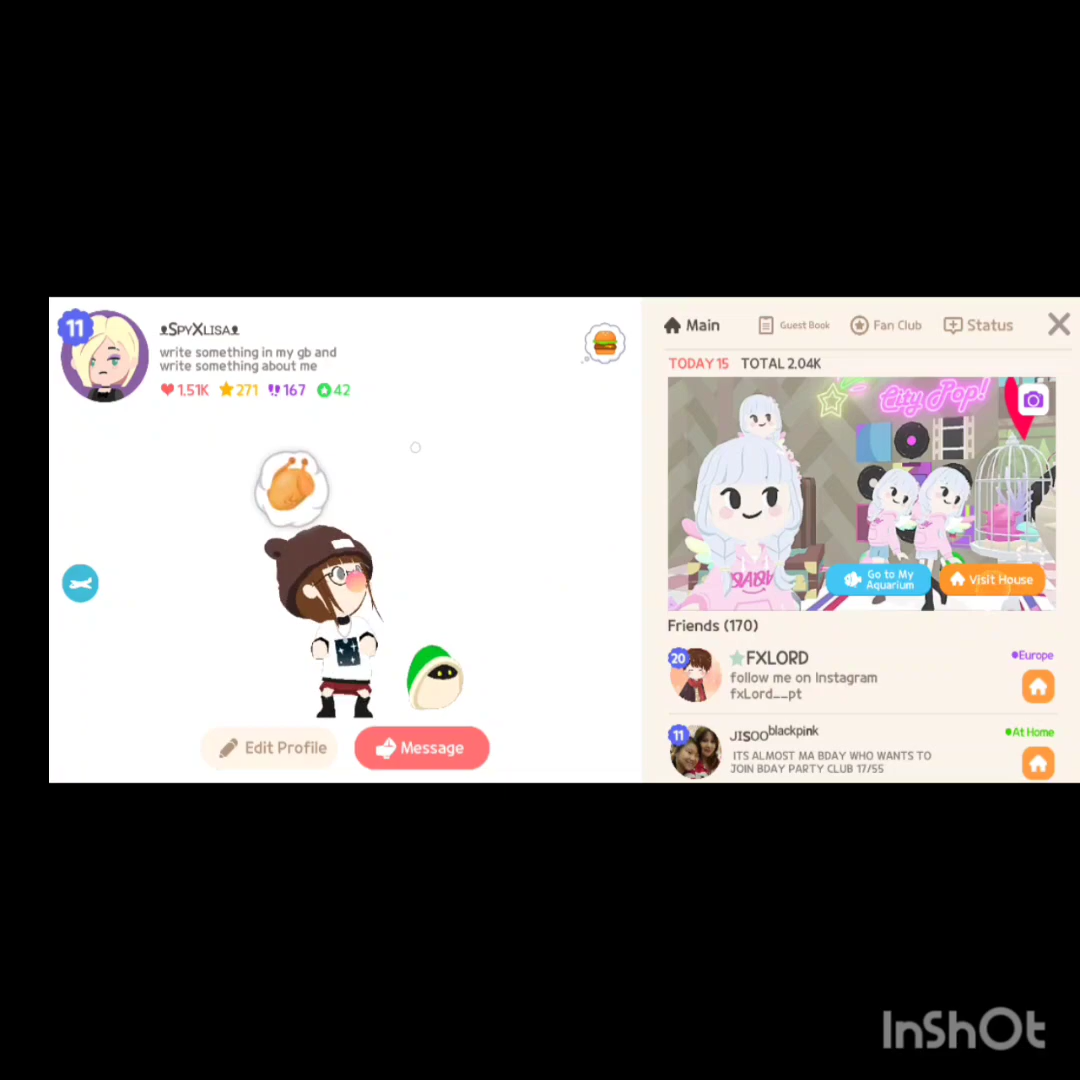 11
ᴥSPYXLISAᴥ
write something in my gb and
write something about me
1.51K 271 167 42
Edit Profile
Message
Main
Guest Book
Fan Club
Status
TODAY 15 TOTAL 2.04K
City Pop!
Go to My
Aquarium
Visit House
Friends (170)
20
FXLORD
Europe
follow me on Instagram
fxLord__pt
11
JISOOblackpink
At Home
ITS ALMOST MA BDAY WHO WANTS TO
JOIN BDAY PARTY CLUB 17/55
InShOt